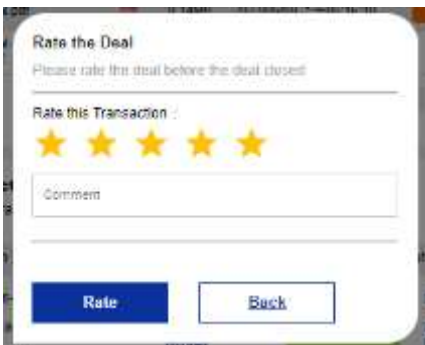 Rate the Deal
Please rate the deal before the deal closed
Rate this Transaction :
Comment
Rate
Back